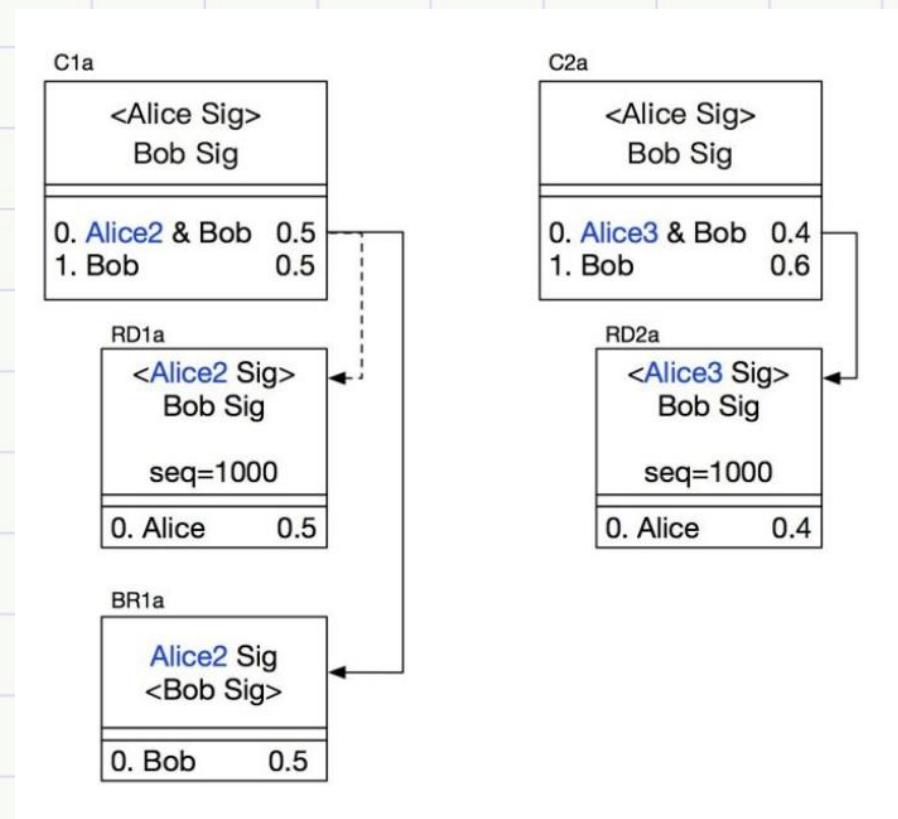 C1a
<Alice Sig>
Bob Sig
0. Alice2 & Bob 0.5
1. Bob 0.5
RD1a
<Alice2 Sig>
Bob Sig
seq=1000
0. Alice 0.5
BR1a
Alice2 Sig
<Bob Sig>
0. Bob 0.5
C2a
<Alice Sig>
Bob Sig
0. Alice3 & Bob 0.4
1. Bob 0.6
RD2a
<Alice3 Sig>
Bob Sig
seq=1000
0. Alice 0.4